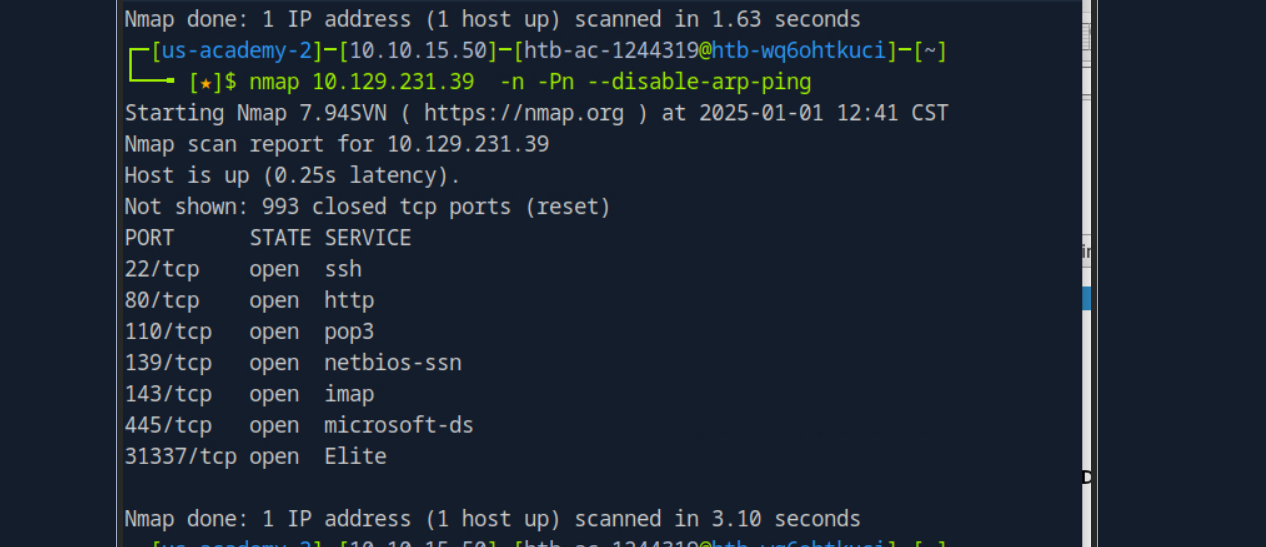 Nmap done: 1 IP address (1 host up) scanned in 1.63 seconds
┌─[us-academy-2]─[10.10.15.50]─[htb-ac-1244319@htb-wq6ohtkuci]─[~]
└──╼ [★]$ nmap 10.129.231.39  -n -Pn --disable-arp-ping
Starting Nmap 7.94SVN ( https://nmap.org ) at 2025-01-01 12:41 CST
Nmap scan report for 10.129.231.39
Host is up (0.25s latency).
Not shown: 993 closed tcp ports (reset)
PORT      STATE SERVICE
22/tcp    open  ssh
80/tcp    open  http
110/tcp   open  pop3
139/tcp   open  netbios-ssn
143/tcp   open  imap
445/tcp   open  microsoft-ds
31337/tcp open  Elite
Nmap done: 1 IP address (1 host up) scanned in 3.10 seconds